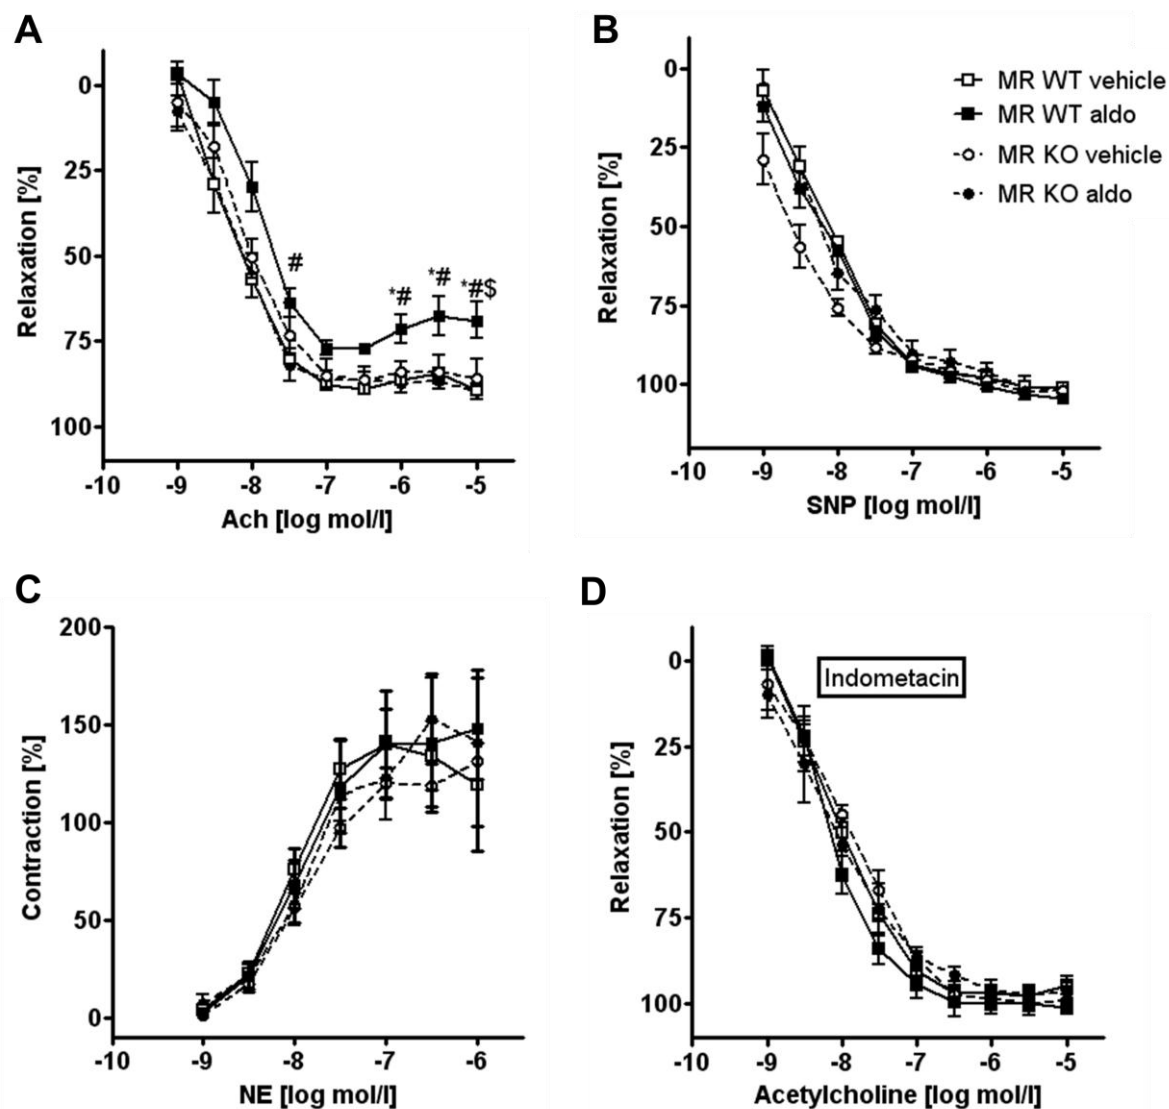 A
0
25
50
75
100
Relaxation [%]
#
*#
*#
*#$
-10 -9 -8 -7 -6 -5
Ach [log mol/l]
B
0
25
50
75
100
Relaxation [%]
MR WT vehicle
MR WT aldo
MR KO vehicle
MR KO aldo
-10 -9 -8 -7 -6 -5
SNP [log mol/l]
C
200
150
100
50
0
Contraction [%]
-10 -9 -8 -7 -6
NE [log mol/l]
D
0
25
50
75
100
Relaxation [%]
Indometacin
-10 -9 -8 -7 -6 -5
Acetylcholine [log mol/l]